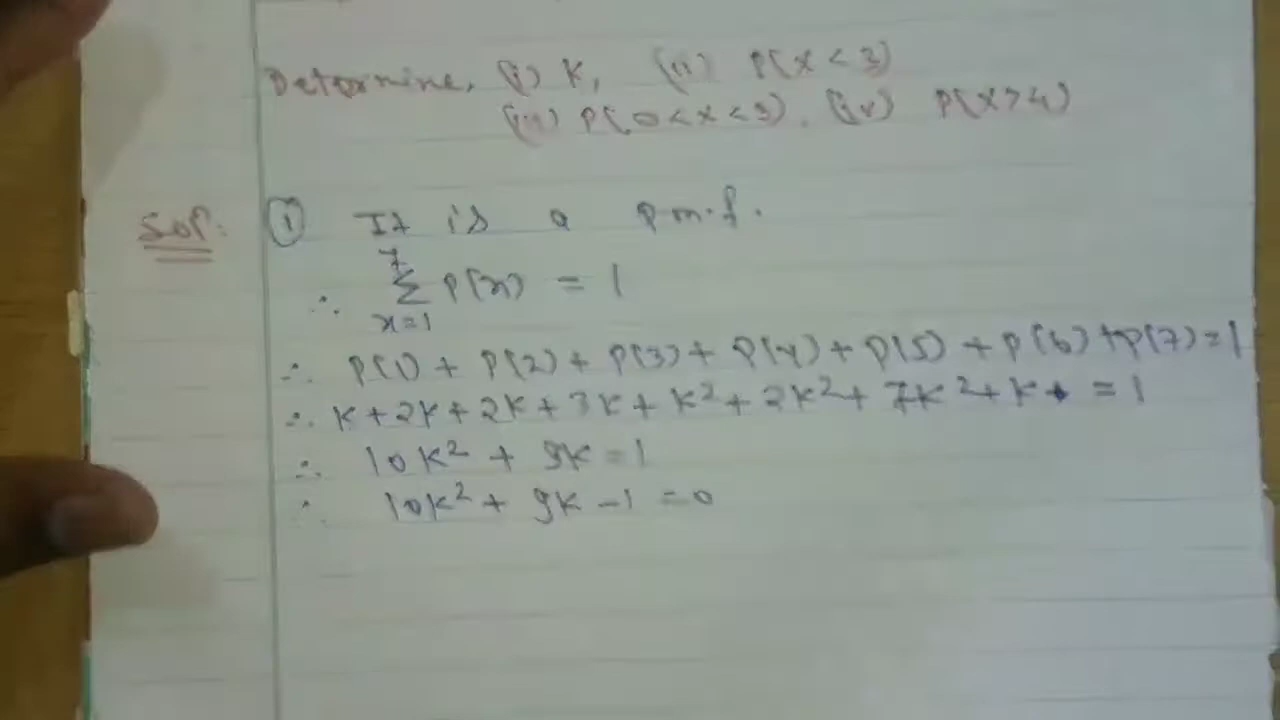 Determine, (i) K, (ii) P(X < 3)
(iii) P(0 < X < 3), (iv) P(X > 4)
Sol: ① It is a p.m.f.
∴ 7 Σ x=1 P(x) = 1
∴ P(1) + P(2) + P(3) + P(4) + P(5) + P(6) + P(7) = 1
∴ K + 2K + 2K + 3K + K² + 2K² + 7K² + K = 1
∴ 10K² + 9K = 1
∴ 10K² + 9K - 1 = 0